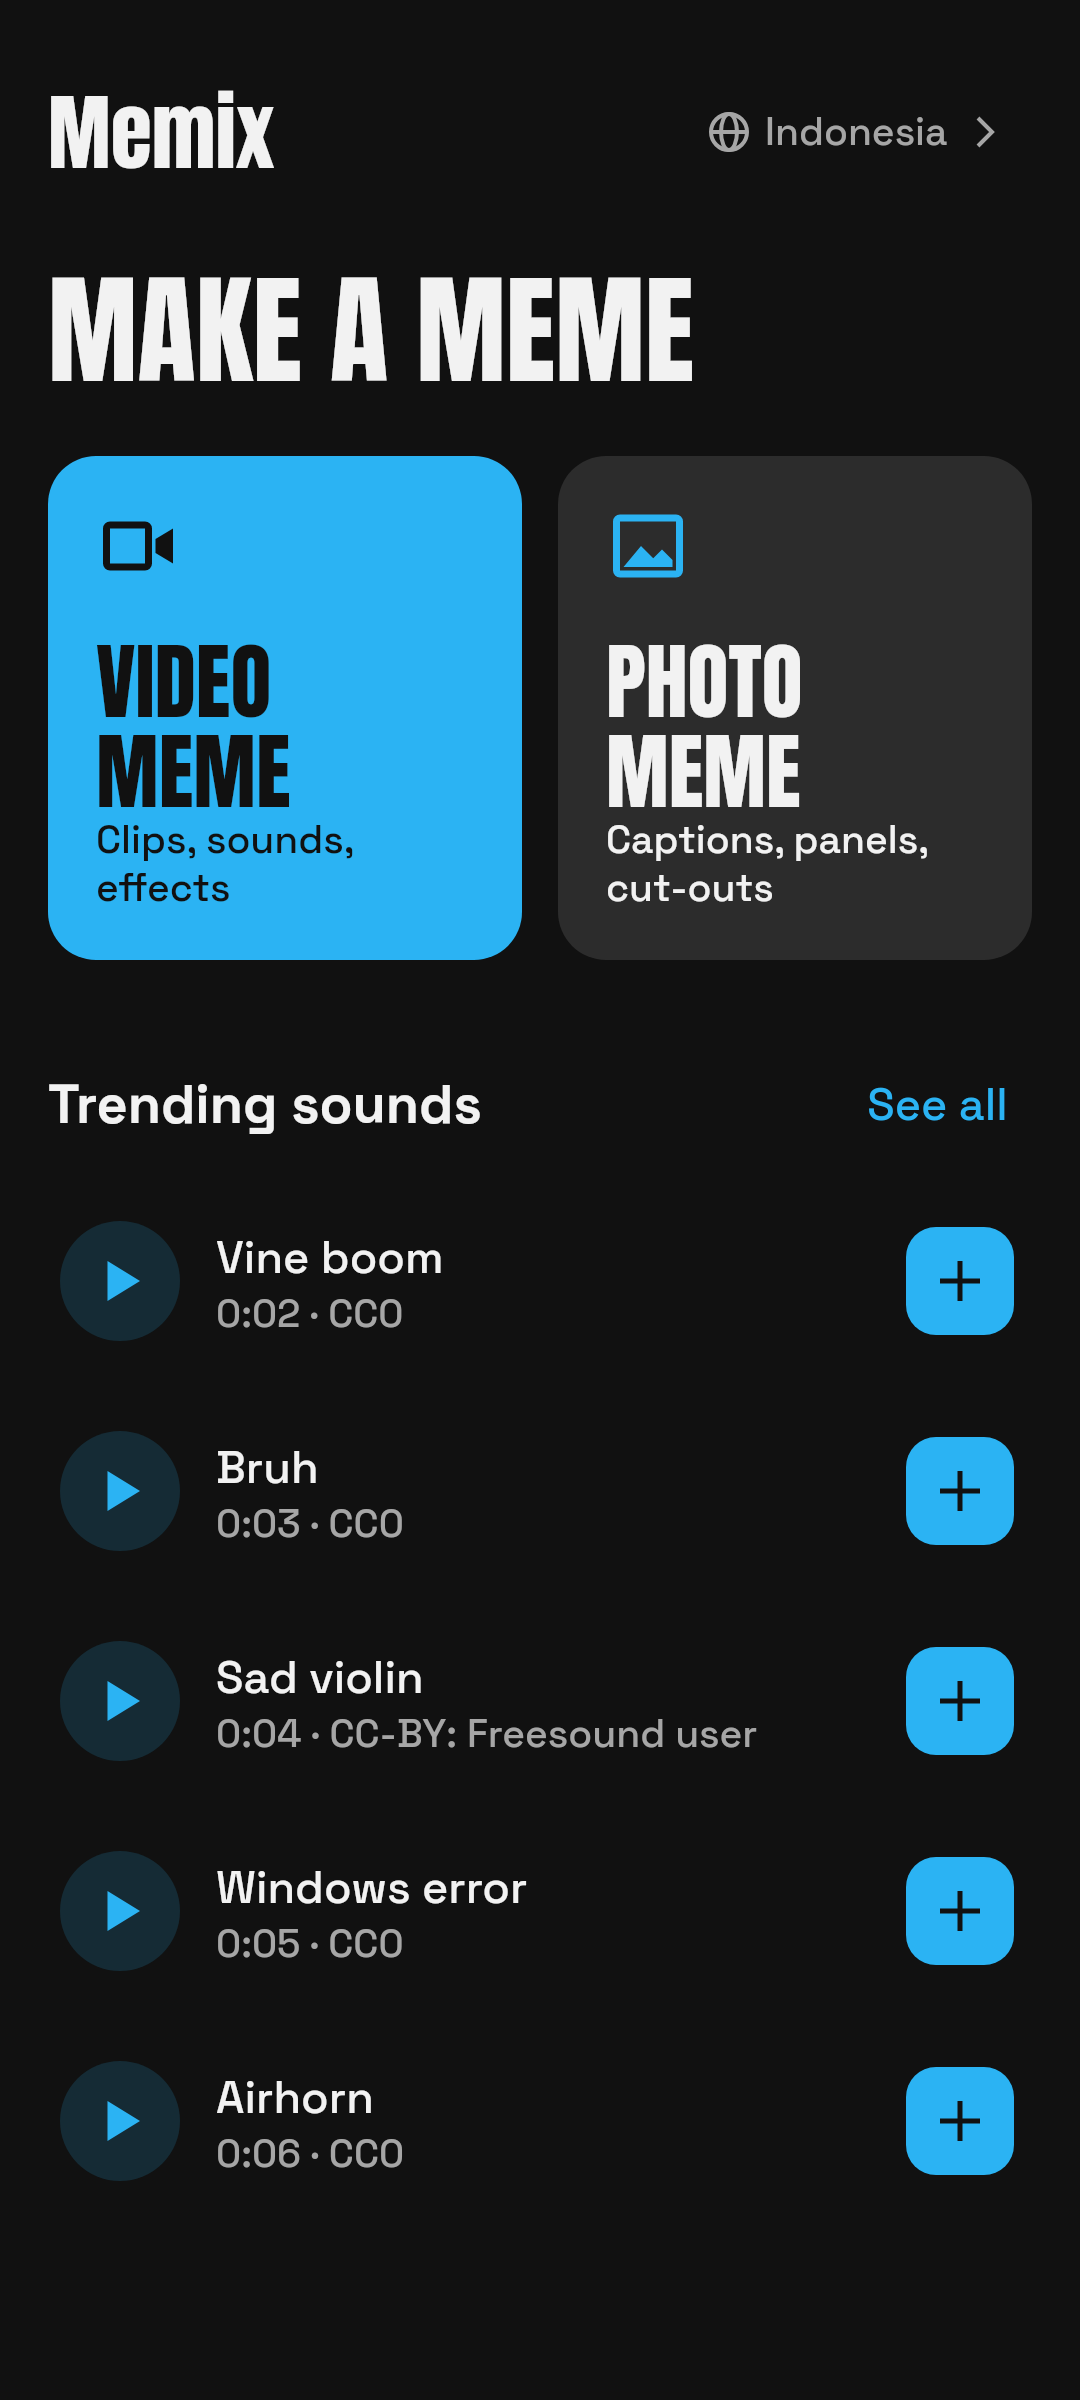 Memix
Indonesia
MAKE A MEME
VIDEO
MEME
Clips, sounds,
effects
PHOTO
MEME
Captions, panels,
cut-outs
Trending sounds
See all
Vine boom
0:02 · CC0
Bruh
0:03 · CC0
Sad violin
0:04 · CC-BY: Freesound user
Windows error
0:05 · CC0
Airhorn
0:06 · CC0